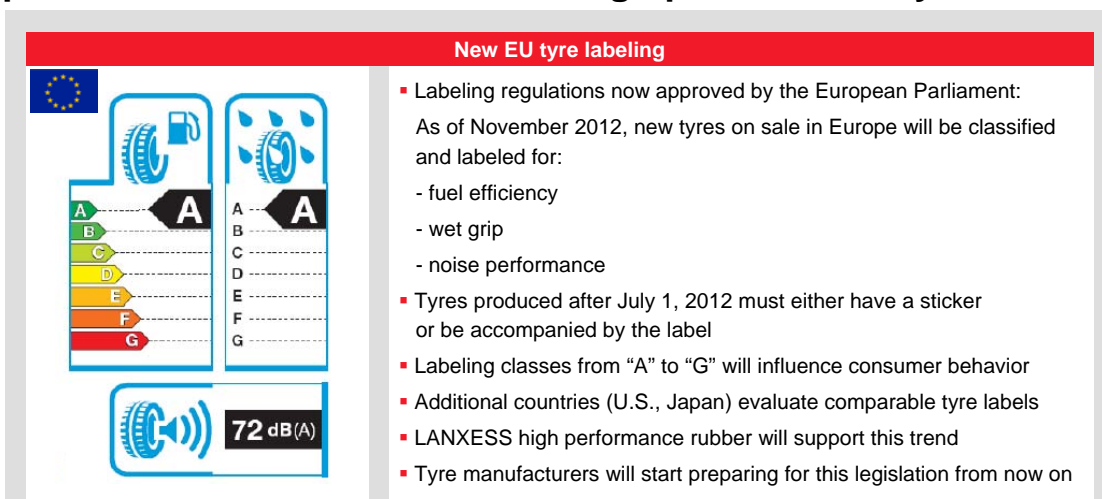 New EU tyre labeling
▪ Labeling regulations now approved by the European Parliament:
As of November 2012, new tyres on sale in Europe will be classified
and labeled for:
- fuel efficiency
- wet grip
- noise performance
▪ Tyres produced after July 1, 2012 must either have a sticker
or be accompanied by the label
▪ Labeling classes from “A” to “G” will influence consumer behavior
▪ Additional countries (U.S., Japan) evaluate comparable tyre labels
▪ LANXESS high performance rubber will support this trend
▪ Tyre manufacturers will start preparing for this legislation from now on
A A
B
C
D
E
F
G
A A
B
C
D
E
F
G
72 dB(A)